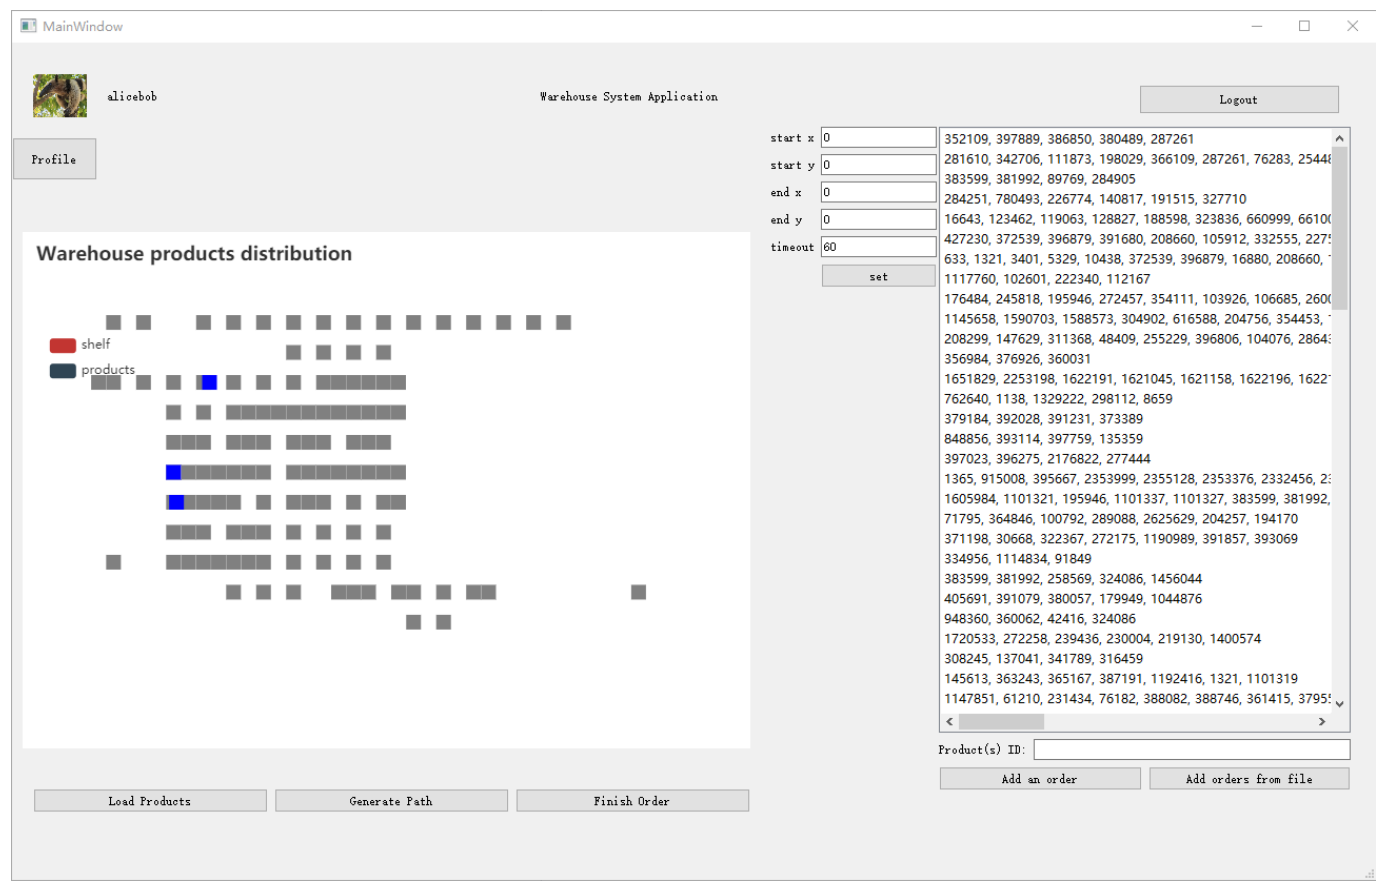 MainWindow
alicebob
Warehouse System Application
Logout
Profile
start x 0
start y 0
end x 0
end y 0
timeout 60
set
Warehouse products distribution
shelf
products
352109, 397889, 386850, 380489, 287261
281610, 342706, 111873, 198029, 366109, 287261, 76283, 25448
383599, 381992, 89769, 284905
284251, 780493, 226774, 140817, 191515, 327710
16643, 123462, 119063, 128827, 188598, 323836, 660999, 6610
427230, 372539, 396879, 391680, 208660, 105912, 332555, 227
633, 1321, 3401, 5329, 10438, 372539, 396879, 16880, 208660,
1117760, 102601, 222340, 112167
176484, 245818, 195946, 272457, 354111, 103926, 106685, 260
1145658, 1590703, 1588573, 304902, 616588, 204756, 354453,
208299, 147629, 311368, 48409, 255229, 396806, 104076, 2864
356984, 376926, 360031
1651829, 2253198, 1622191, 1621045, 1621158, 1622196, 1622
762640, 1138, 1329222, 298112, 8659
379184, 392028, 391231, 373389
848856, 393114, 397759, 135359
397023, 396275, 2176822, 277444
1365, 915008, 395667, 2353999, 2355128, 2353376, 2332456, 2
1605984, 1101321, 195946, 1101337, 1101327, 383599, 381992,
71795, 364846, 100792, 289088, 2625629, 204257, 194170
371198, 30668, 322367, 272175, 1190989, 391857, 393069
334956, 1114834, 91849
383599, 381992, 258569, 324086, 1456044
405691, 391079, 380057, 179949, 1044876
948360, 360062, 42416, 324086
1720533, 272258, 239436, 230004, 219130, 1400574
308245, 137041, 341789, 316459
145613, 363243, 365167, 387191, 1192416, 1321, 1101319
1147851, 61210, 231434, 76182, 388082, 388746, 361415, 3795
Product(s) ID:
Add an order
Add orders from file
Load Products
Generate Path
Finish Order